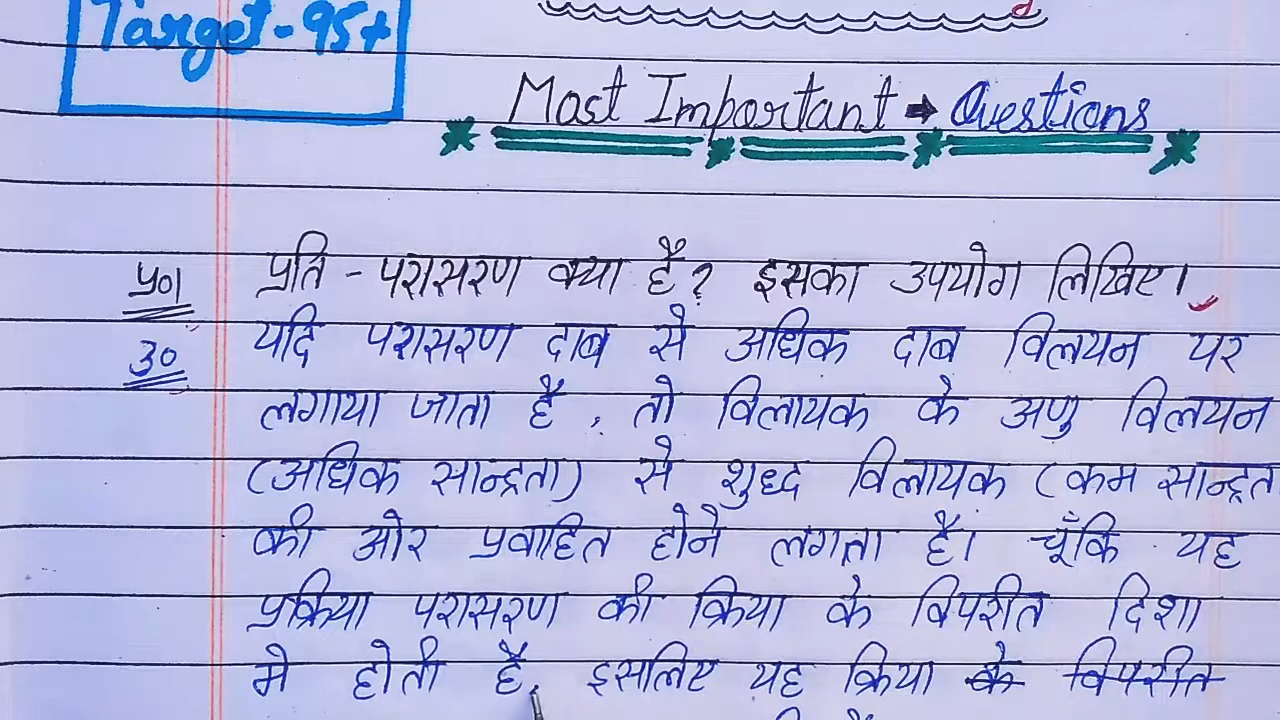 Target-95+
Most Important → Questions
प्र01 प्रति - परासरण क्या है? इसका उपयोग लिखिए।
उ0 यदि परासरण दाब से अधिक दाब विलयन पर
लगाया जाता है, तो विलायक के अणु विलयन
(अधिक सान्द्रता) से शुध्द विलायक (कम सान्द्रत
की ओर प्रवाहित होने लगता है। चूँकि यह
प्रक्रिया परासरण की क्रिया के विपरीत दिशा
मे होती है, इसलिए यह क्रिया के विपरीत